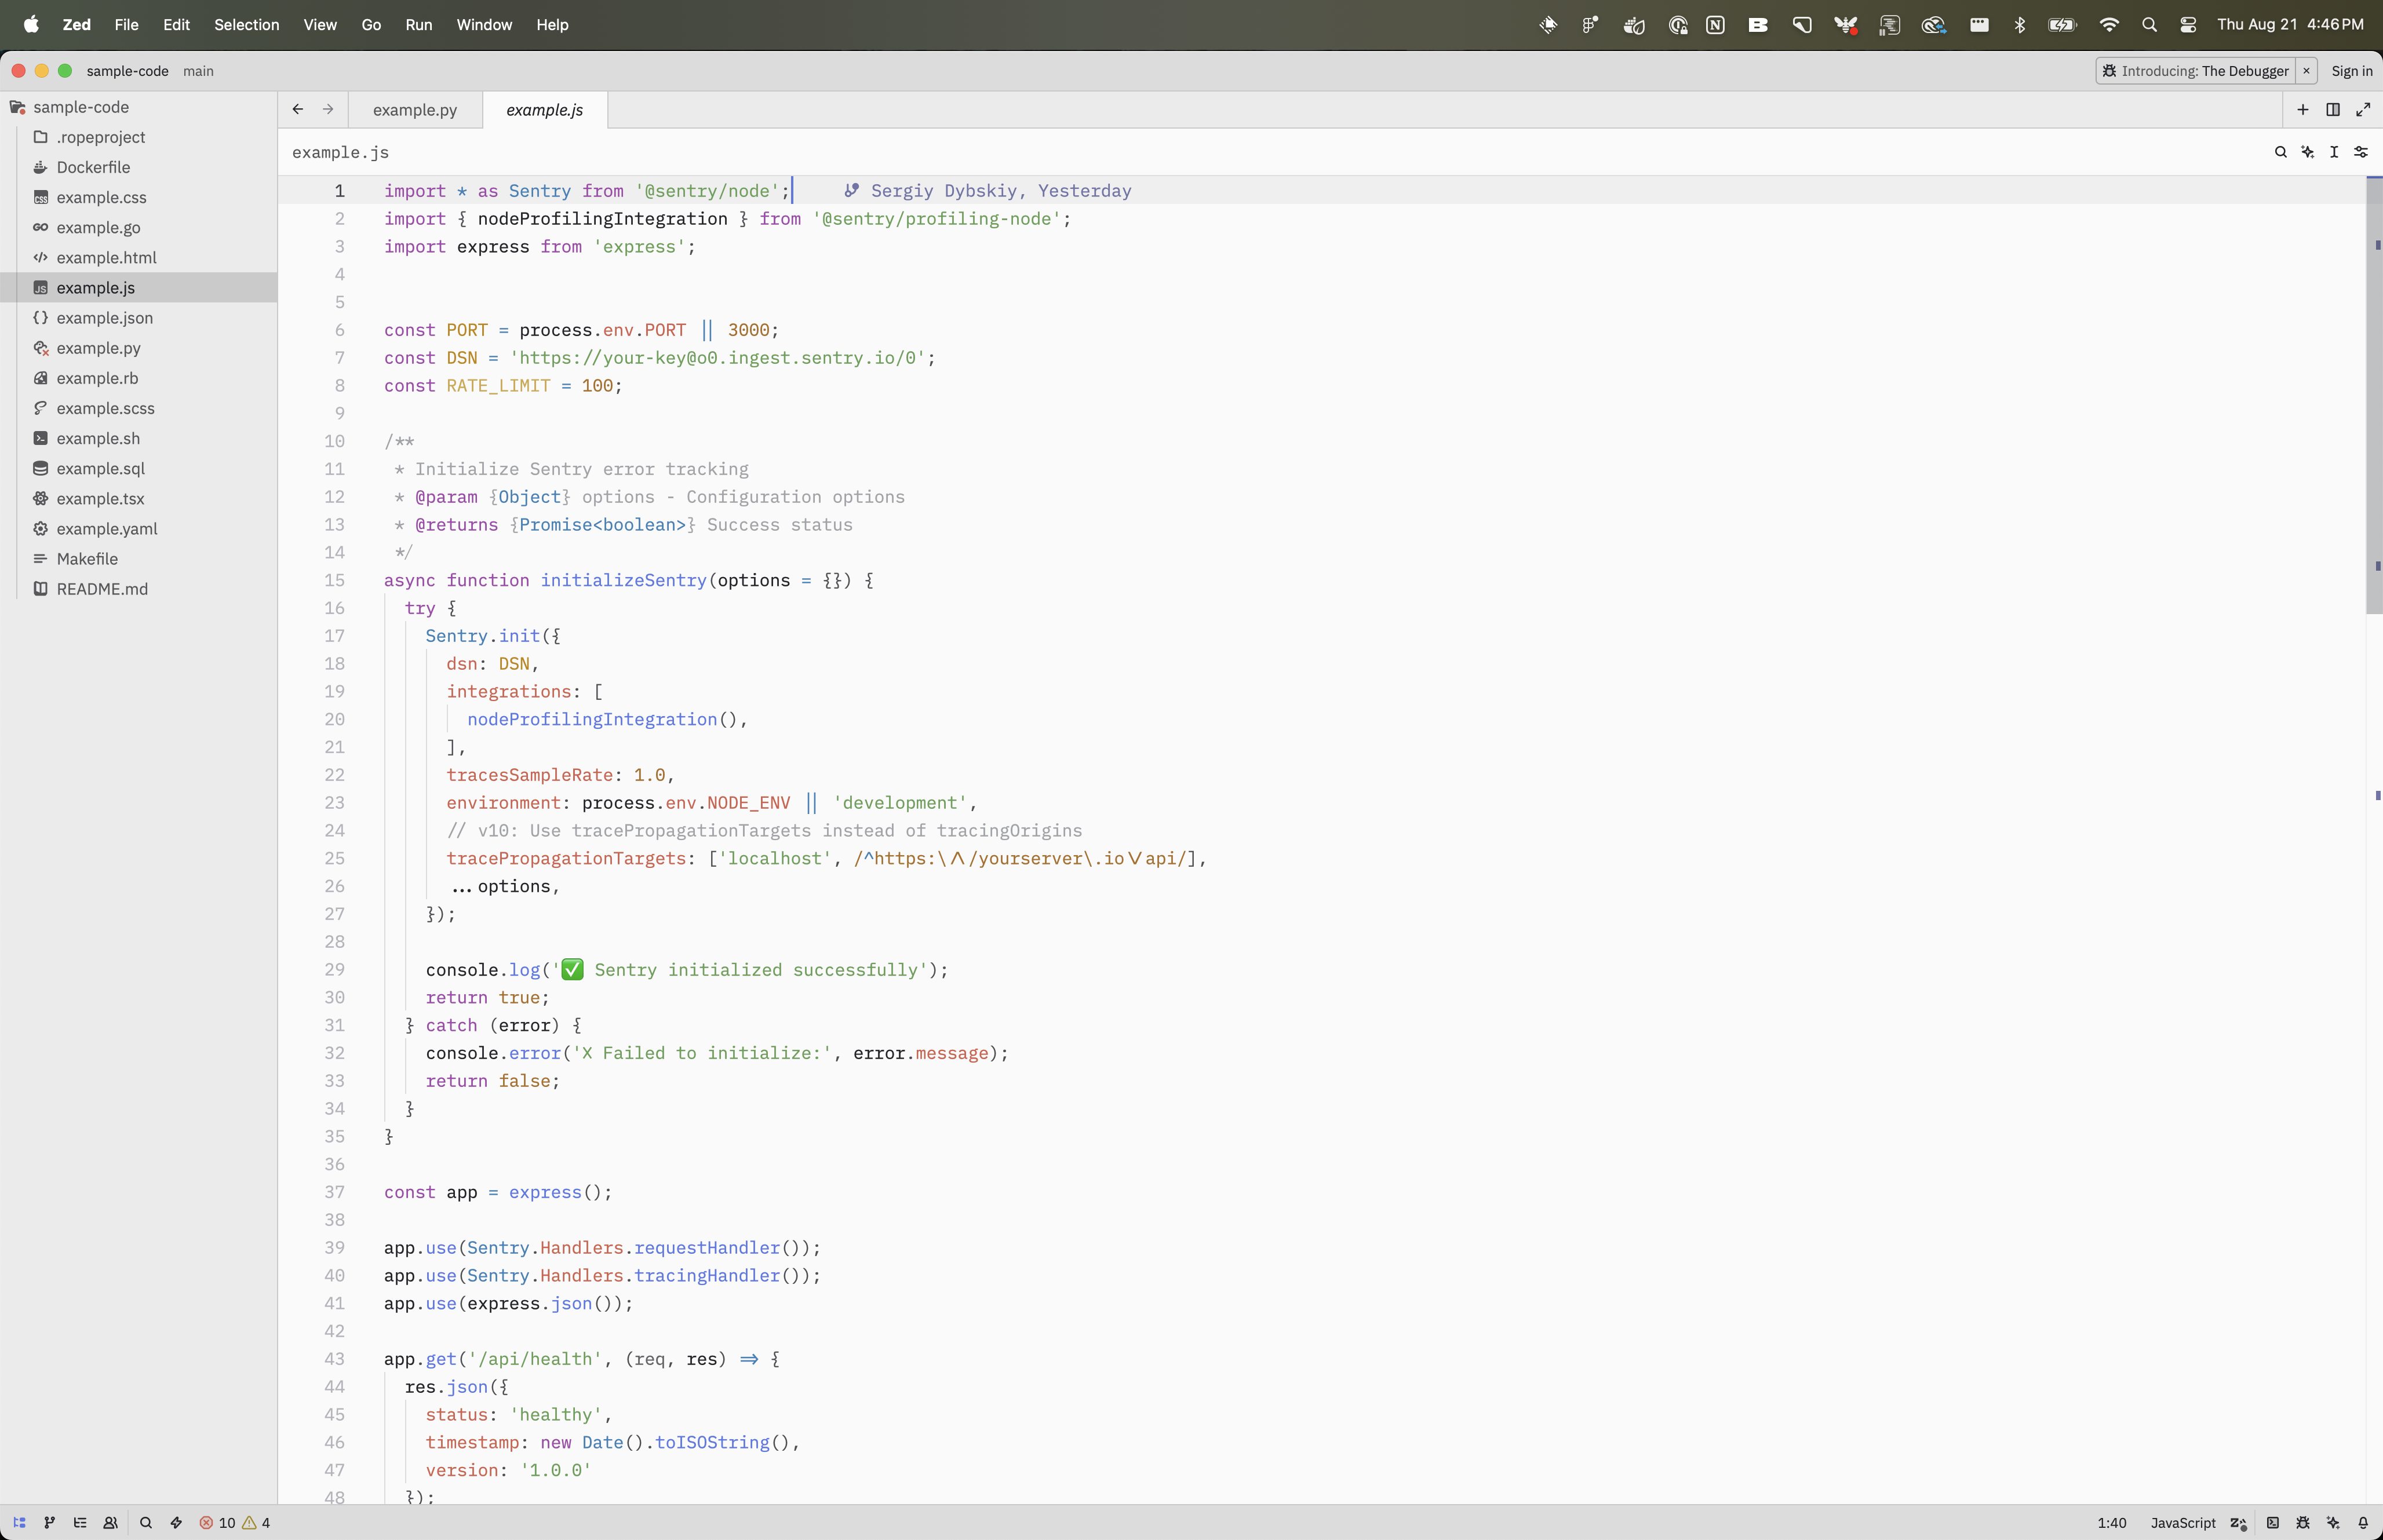 Zed File Edit Selection View Go Run Window Help Thu Aug 21 4:46 PM
sample-code main Introducing: The Debugger × Sign in
sample-code
.ropeproject
Dockerfile
example.css
example.go
example.html
example.js
example.json
example.py
example.rb
example.scss
example.sh
example.sql
example.tsx
example.yaml
Makefile
README.md
example.py example.js
example.js
1 import * as Sentry from '@sentry/node'; Sergiy Dybskiy, Yesterday
2 import { nodeProfilingIntegration } from '@sentry/profiling-node';
3 import express from 'express';
4
5
6 const PORT = process.env.PORT || 3000;
7 const DSN = 'https://your-key@o0.ingest.sentry.io/0';
8 const RATE_LIMIT = 100;
9
10 /**
11 * Initialize Sentry error tracking
12 * @param {Object} options - Configuration options
13 * @returns {Promise<boolean>} Success status
14 */
15 async function initializeSentry(options = {}) {
16 try {
17 Sentry.init({
18 dsn: DSN,
19 integrations: [
20 nodeProfilingIntegration(),
21 ],
22 tracesSampleRate: 1.0,
23 environment: process.env.NODE_ENV || 'development',
24 // v10: Use tracePropagationTargets instead of tracingOrigins
25 tracePropagationTargets: ['localhost', /^https:\/\/yourserver\.io\/api/],
26 ...options,
27 });
28
29 console.log('✅ Sentry initialized successfully');
30 return true;
31 } catch (error) {
32 console.error('X Failed to initialize:', error.message);
33 return false;
34 }
35 }
36
37 const app = express();
38
39 app.use(Sentry.Handlers.requestHandler());
40 app.use(Sentry.Handlers.tracingHandler());
41 app.use(express.json());
42
43 app.get('/api/health', (req, res) => {
44 res.json({
45 status: 'healthy',
46 timestamp: new Date().toISOString(),
47 version: '1.0.0'
48 });
10 4 1:40 JavaScript